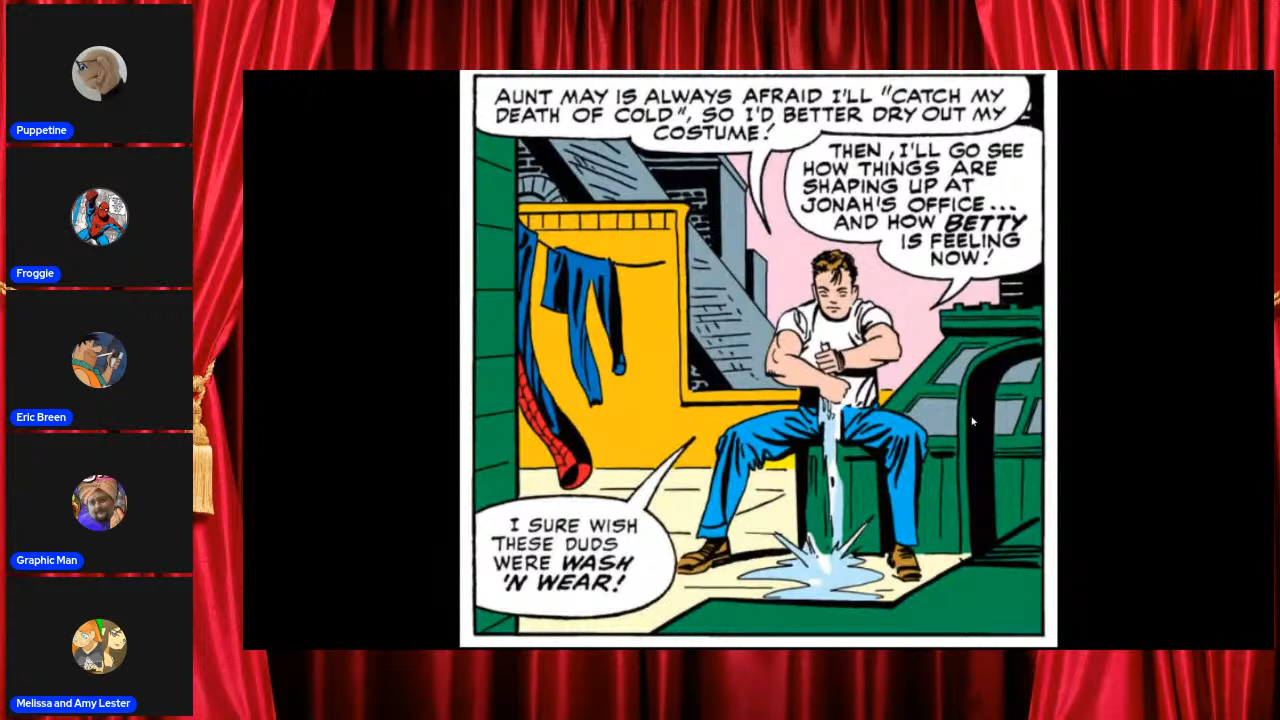 Puppetine
Froggie
Eric Breen
Graphic Man
Melissa and Amy Lester
AUNT MAY IS ALWAYS AFRAID I'LL "CATCH MY
DEATH OF COLD", SO I'D BETTER DRY OUT MY
COSTUME!
THEN, I'LL GO SEE
HOW THINGS ARE
SHAPING UP AT
JONAH'S OFFICE...
AND HOW BETTY
IS FEELING
NOW!
I SURE WISH
THESE DUDS
WERE WASH
'N WEAR!